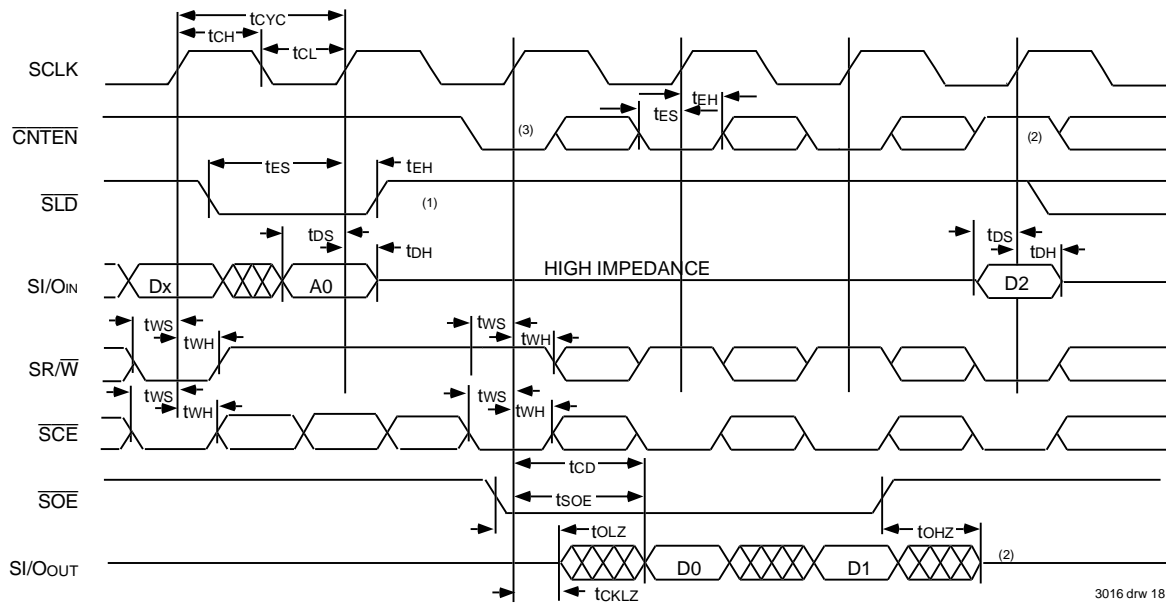 tCYC
tCH
tCL
SCLK
tEH
tES
CNTEN
(3)
(2)
tES
tEH
SLD
(1)
tDS
tDH
tDS
tDH
HIGH IMPEDANCE
SI/OIN
Dx
A0
D2
tWS
tWH
tWS
tWH
SR/W
tWS
tWH
tWS
tWH
SCE
tCD
SOE
tSOE
tOLZ
tOHZ
SI/OOUT
D0
D1
(2)
tCKLZ
3016 drw 18